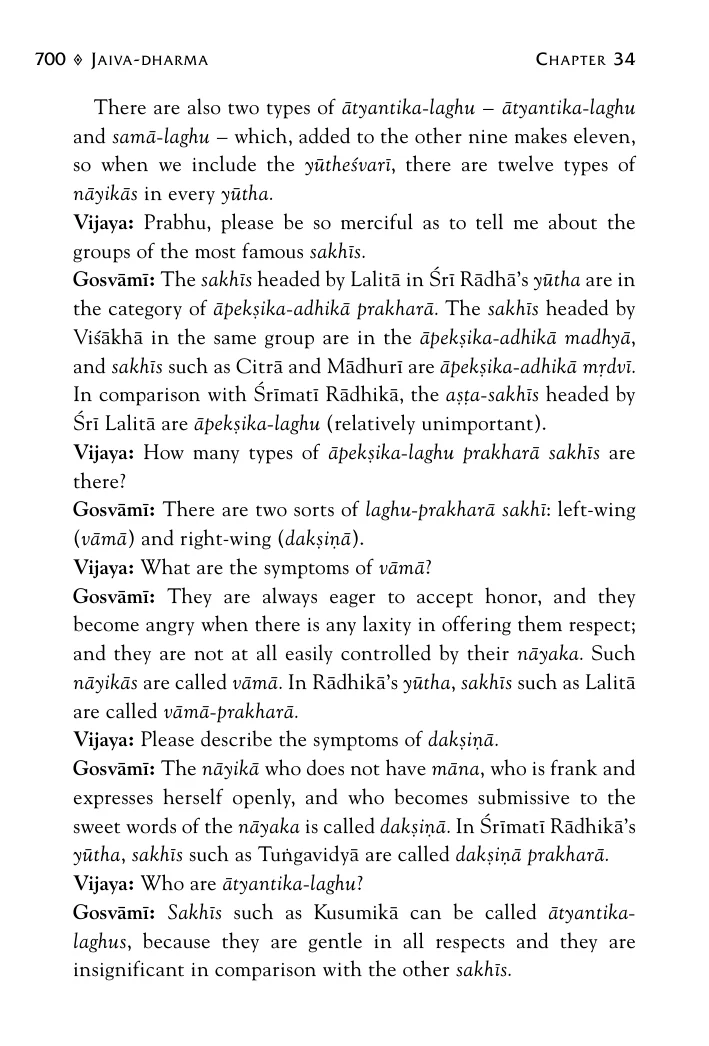 700 ◈ JAIVA-DHARMA CHAPTER 34
There are also two types of ātyantika-laghu – ātyantika-laghu
and samā-laghu – which, added to the other nine makes eleven,
so when we include the yūtheśvarī, there are twelve types of
nāyikās in every yūtha.
Vijaya: Prabhu, please be so merciful as to tell me about the
groups of the most famous sakhīs.
Gosvāmī: The sakhīs headed by Lalitā in Śrī Rādhā's yūtha are in
the category of āpekṣika-adhikā prakharā. The sakhīs headed by
Viśākhā in the same group are in the āpekṣika-adhikā madhyā,
and sakhīs such as Citrā and Mādhurī are āpekṣika-adhikā mṛdvī.
In comparison with Śrīmatī Rādhikā, the aṣṭa-sakhīs headed by
Śrī Lalitā are āpekṣika-laghu (relatively unimportant).
Vijaya: How many types of āpekṣika-laghu prakharā sakhīs are
there?
Gosvāmī: There are two sorts of laghu-prakharā sakhī: left-wing
(vāmā) and right-wing (dakṣiṇā).
Vijaya: What are the symptoms of vāmā?
Gosvāmī: They are always eager to accept honor, and they
become angry when there is any laxity in offering them respect;
and they are not at all easily controlled by their nāyaka. Such
nāyikās are called vāmā. In Rādhikā's yūtha, sakhīs such as Lalitā
are called vāmā-prakharā.
Vijaya: Please describe the symptoms of dakṣiṇā.
Gosvāmī: The nāyikā who does not have māna, who is frank and
expresses herself openly, and who becomes submissive to the
sweet words of the nāyaka is called dakṣiṇā. In Śrīmatī Rādhikā's
yūtha, sakhīs such as Tuṅgavidyā are called dakṣiṇā prakharā.
Vijaya: Who are ātyantika-laghu?
Gosvāmī: Sakhīs such as Kusumikā can be called ātyantika-
laghus, because they are gentle in all respects and they are
insignificant in comparison with the other sakhīs.